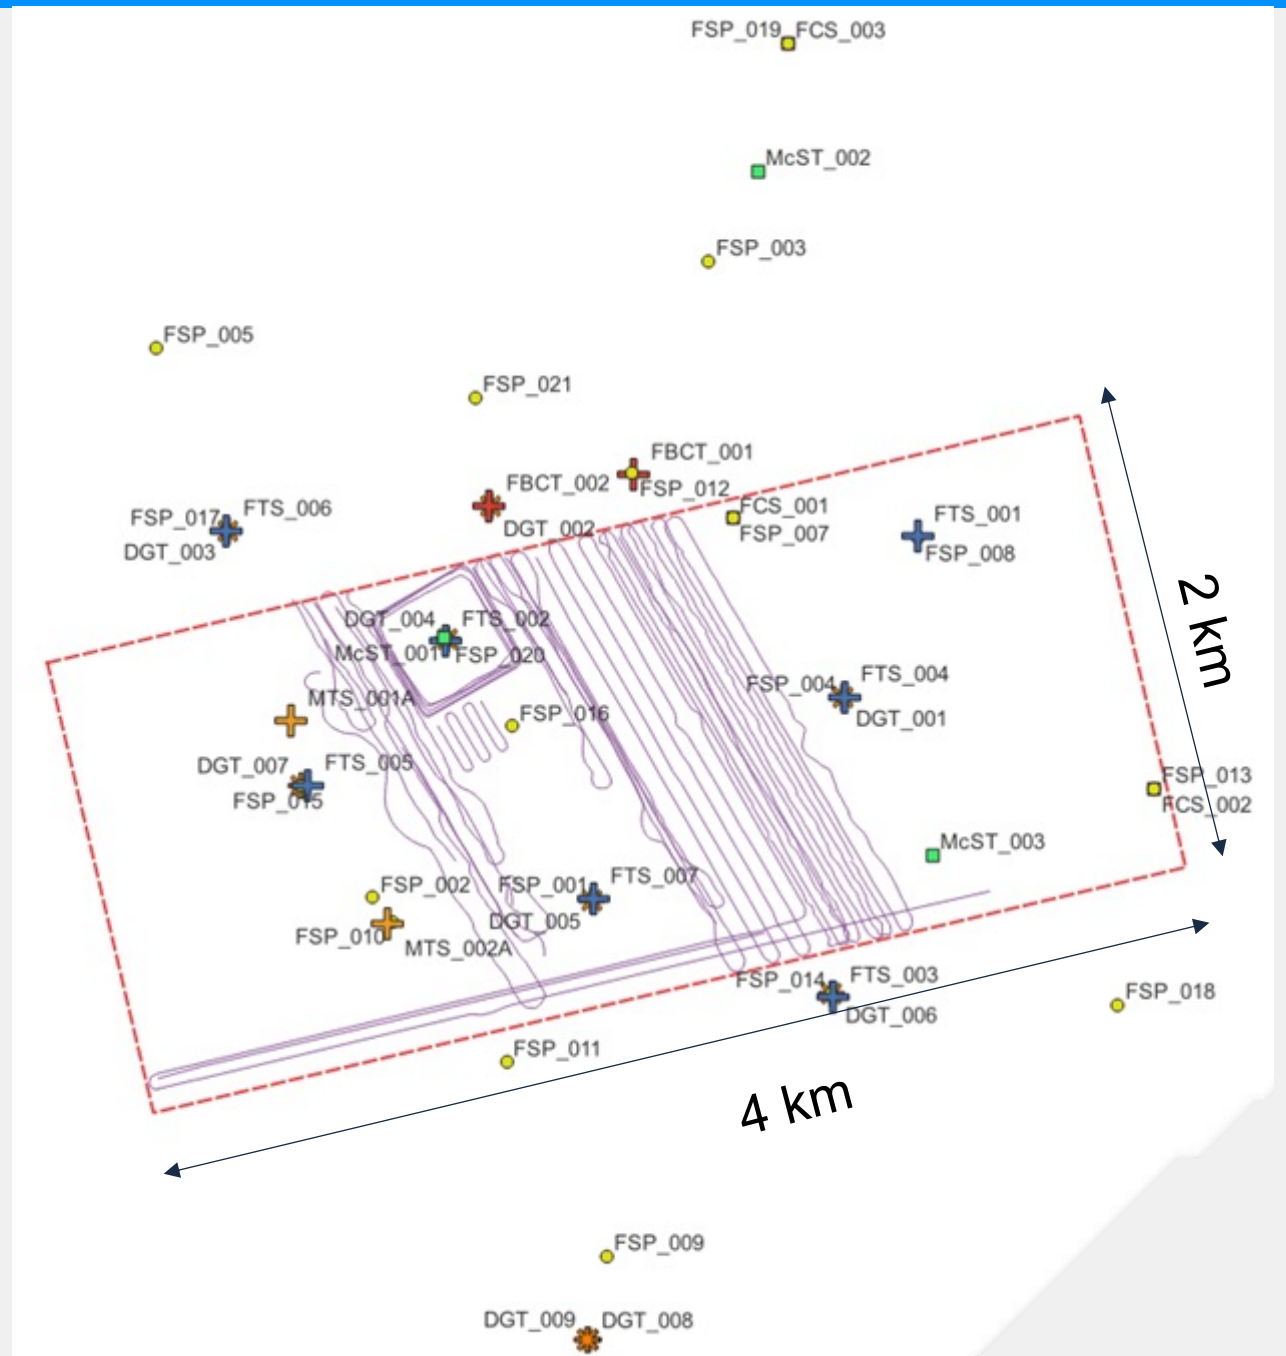 FSP_019 FCS_003
McST_002
FSP_003
FSP_005
FSP_021
FBCT_001
FSP_012
FBCT_002
DGT_002
FCS_001
FSP_007
FTS_001
FSP_008
FSP_017 FTS_006
DGT_003
2 km
DGT_004 FTS_002
McST_001 FSP_020
FSP_004 FTS_004
DGT_001
MTS_001A
FSP_016
DGT_007 FTS_005
FSP_015
FSP_013
FCS_002
McST_003
FSP_002
FSP_010
MTS_002A
FSP_001 FTS_007
DGT_005
FSP_014 FTS_003
DGT_006
FSP_018
FSP_011
4 km
FSP_009
DGT_009 DGT_008